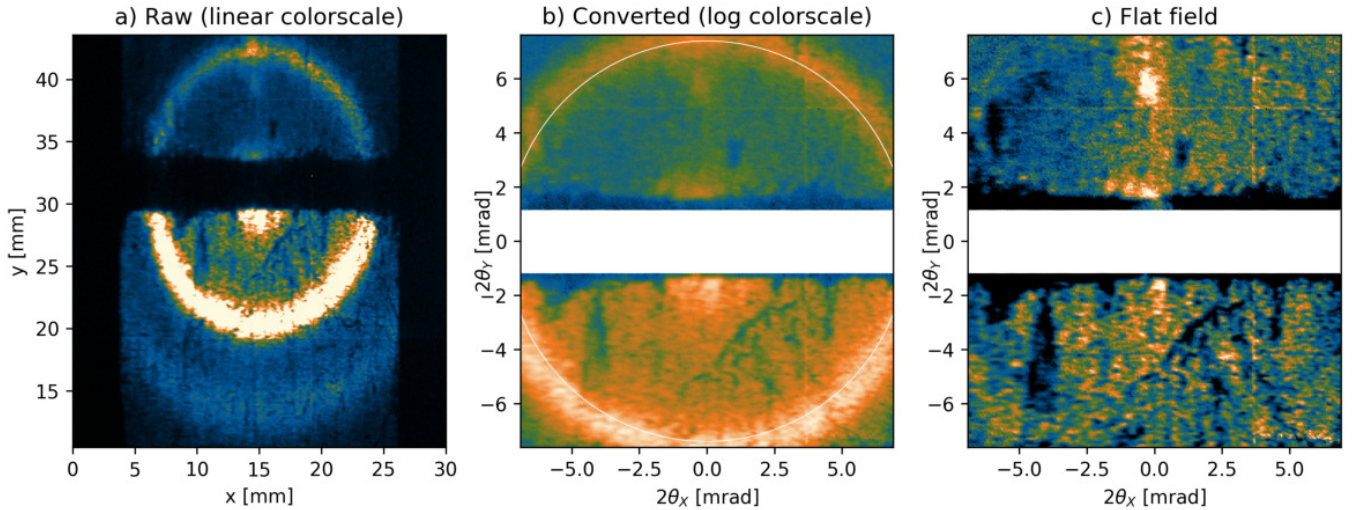 a) Raw (linear colorscale)
40
35
30
25
20
15
y [mm]
0 5 10 15 20 25 30
x [mm]
b) Converted (log colorscale)
6
4
2
0
−2
−4
−6
2θY [mrad]
−5.0 −2.5 0.0 2.5 5.0
2θX [mrad]
c) Flat field
6
4
2
0
−2
−4
−6
2θY [mrad]
−5.0 −2.5 0.0 2.5 5.0
2θX [mrad]